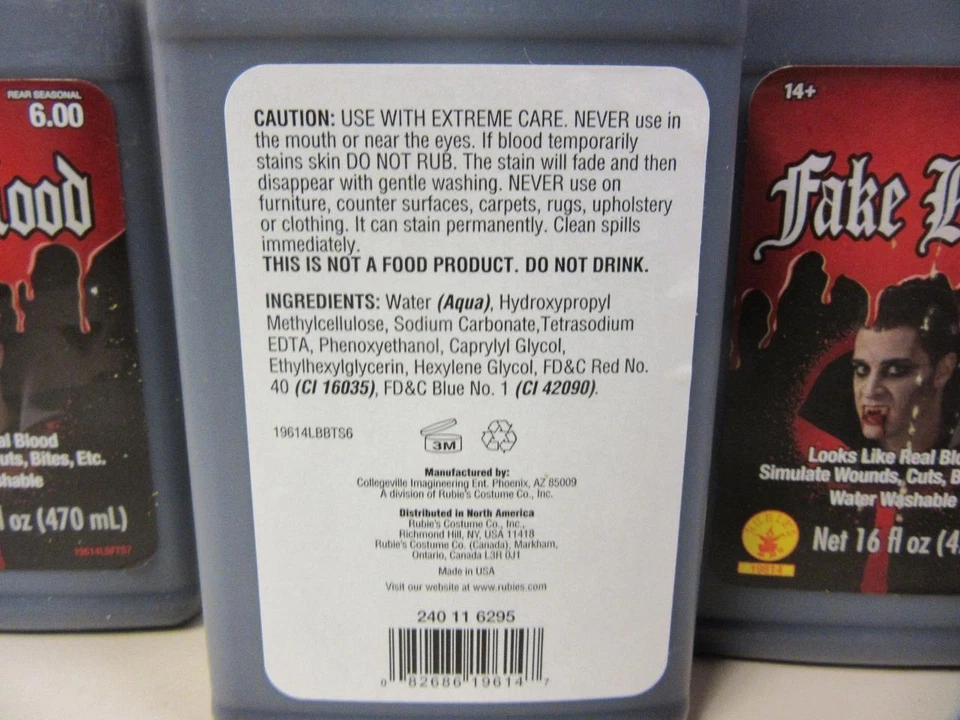 REAR SEASONAL
6.00
ood
al Blood
uts, Bites, Etc.
shable
l oz (470 mL)
19614LBFTS7
CAUTION: USE WITH EXTREME CARE. NEVER use in
the mouth or near the eyes. If blood temporarily
stains skin DO NOT RUB. The stain will fade and then
disappear with gentle washing. NEVER use on
furniture, counter surfaces, carpets, rugs, upholstery
or clothing. It can stain permanently. Clean spills
immediately.
THIS IS NOT A FOOD PRODUCT. DO NOT DRINK.
INGREDIENTS: Water (Aqua), Hydroxypropyl
Methylcellulose, Sodium Carbonate,Tetrasodium
EDTA, Phenoxyethanol, Caprylyl Glycol,
Ethylhexylglycerin, Hexylene Glycol, FD&C Red No.
40 (CI 16035), FD&C Blue No. 1 (CI 42090).
19614LBBTS6
3M
Manufactured by:
Collegeville Imagineering Ent. Phoenix, AZ 85009
A division of Rubie's Costume Co., Inc.
Distributed in North America
Rubie's Costume Co., Inc.,
Richmond Hill, NY, USA 11418
Rubie's Costume Co. (Canada), Markham,
Ontario, Canada L3R 0J1
Made in USA
Visit our website at www.rubies.com
240 11 6295
0 82686 19614 7
14+
Fake B
Looks Like Real Blo
Simulate Wounds, Cuts, B
Water Washable
RUBIE'S
19614
Net 16 fl oz (4